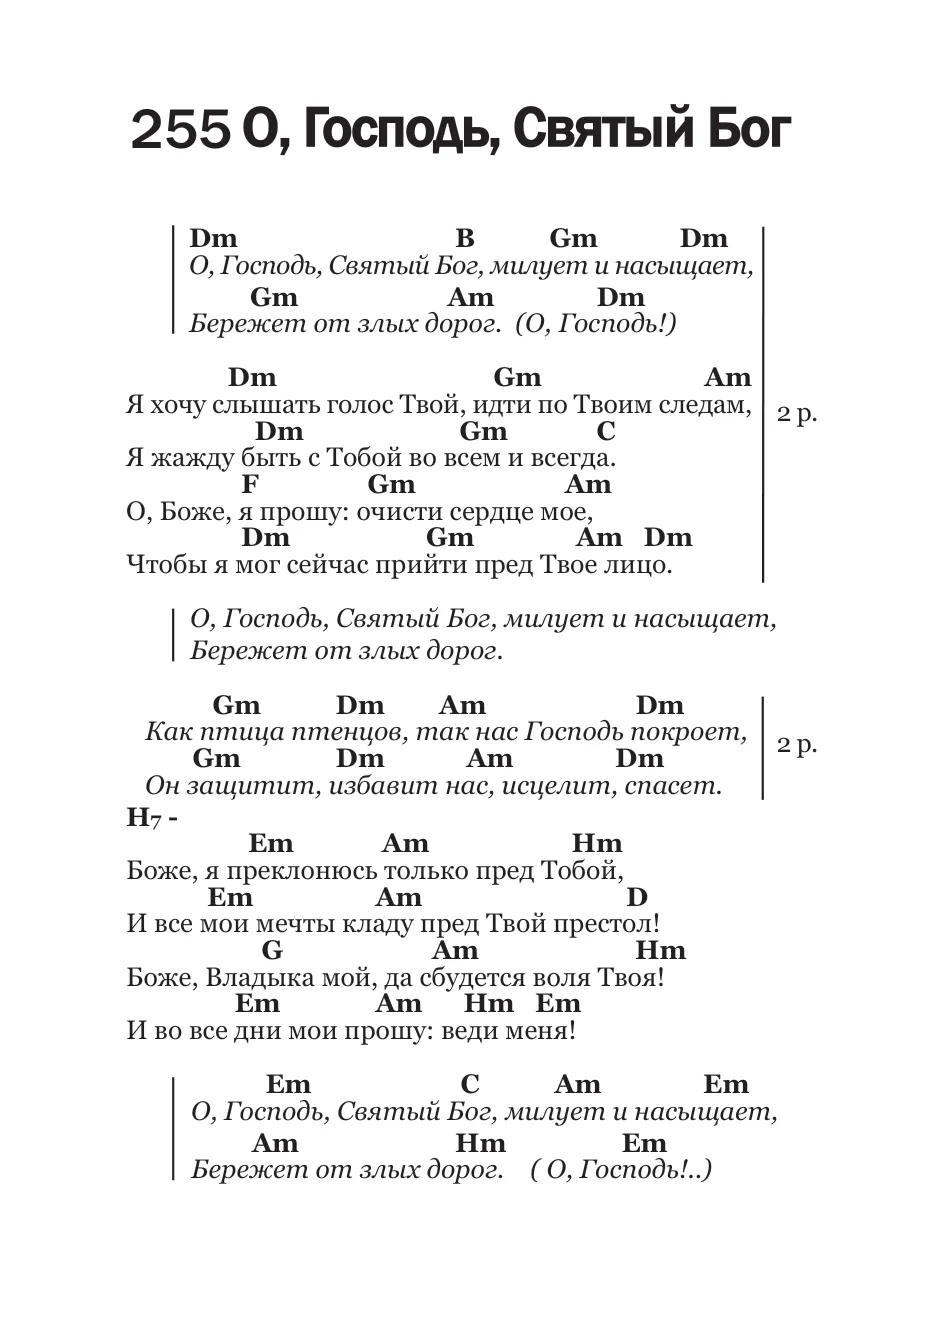 255 О, Господь, Святый Бог
Dm B Gm Dm
О, Господь, Святый Бог, милует и насыщает,
Gm Am Dm
Бережет от злых дорог. (О, Господь!)
Dm Gm Am
Я хочу слышать голос Твой, идти по Твоим следам,
2 р.
Dm Gm C
Я жажду быть с Тобой во всем и всегда.
F Gm Am
О, Боже, я прошу: очисти сердце мое,
Dm Gm Am Dm
Чтобы я мог сейчас прийти пред Твое лицо.
О, Господь, Святый Бог, милует и насыщает,
Бережет от злых дорог.
Gm Dm Am Dm
Как птица птенцов, так нас Господь покроет,
2 р.
Gm Dm Am Dm
Он защитит, избавит нас, исцелит, спасет.
H7 -
Em Am Hm
Боже, я преклонюсь только пред Тобой,
Em Am D
И все мои мечты кладу пред Твой престол!
G Am Hm
Боже, Владыка мой, да сбудется воля Твоя!
Em Am Hm Em
И во все дни мои прошу: веди меня!
Em C Am Em
О, Господь, Святый Бог, милует и насыщает,
Am Hm Em
Бережет от злых дорог. ( О, Господь!..)